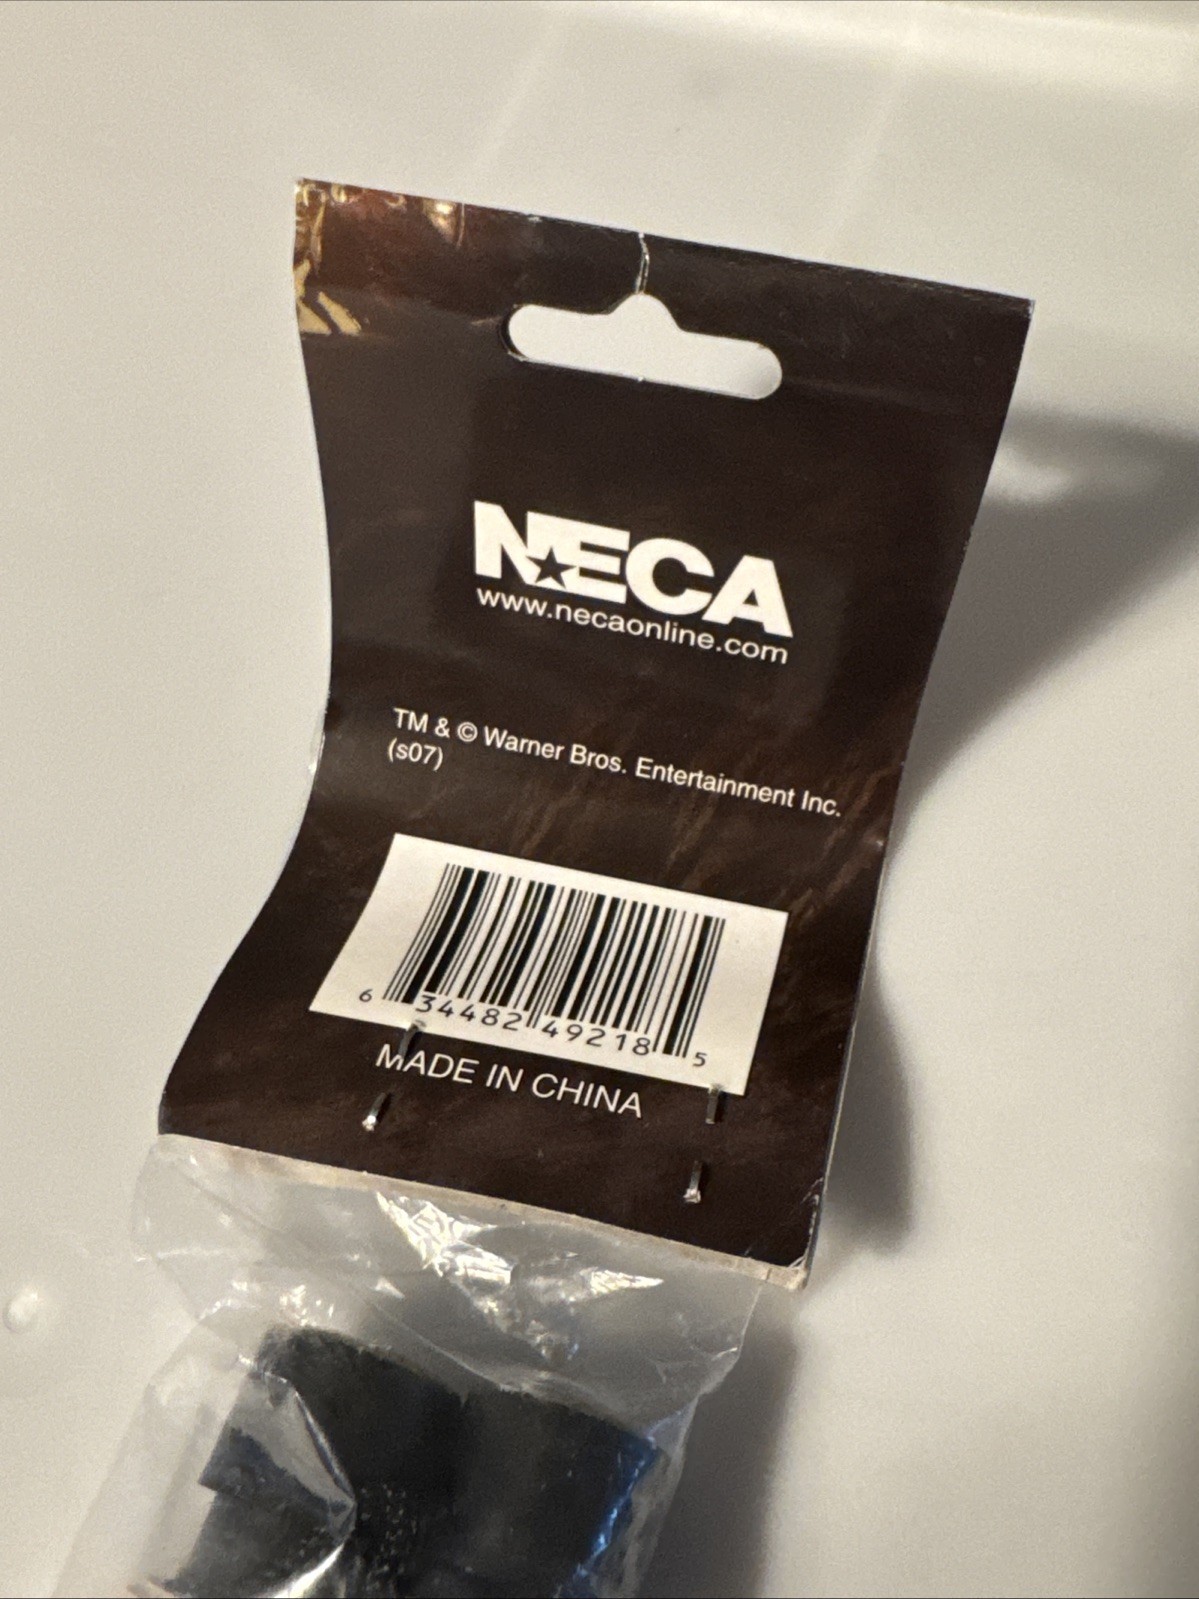 NECA
www.necaonline.com
TM & © Warner Bros. Entertainment Inc.
(s07)
6 34482 49218 5
MADE IN CHINA